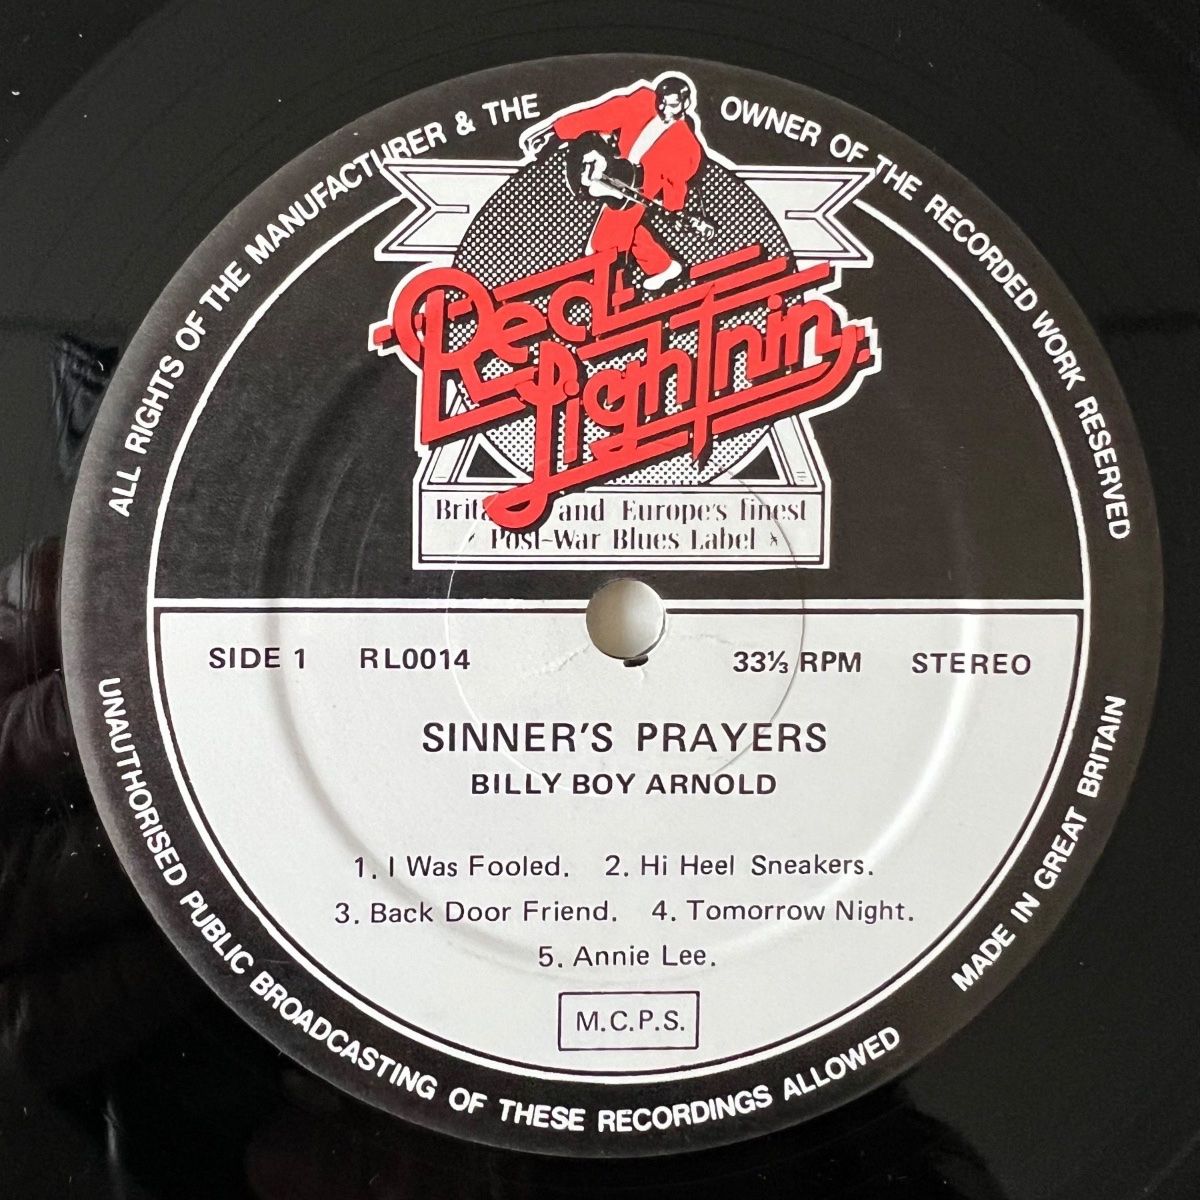 ALL RIGHTS OF THE MANUFACTURER & THE OWNER OF THE RECORDED WORK RESERVED
Red
Lightnin
and Europe's finest
Post-War Blues Label
SIDE 1 RL0014 33⅓ RPM STEREO
SINNER'S PRAYERS
BILLY BOY ARNOLD
1. I Was Fooled. 2. Hi Heel Sneakers.
3. Back Door Friend. 4. Tomorrow Night.
5. Annie Lee.
M.C.P.S.
UNAUTHORISED PUBLIC BROADCASTING OF THESE RECORDINGS ALLOWED
MADE IN GREAT BRITAIN